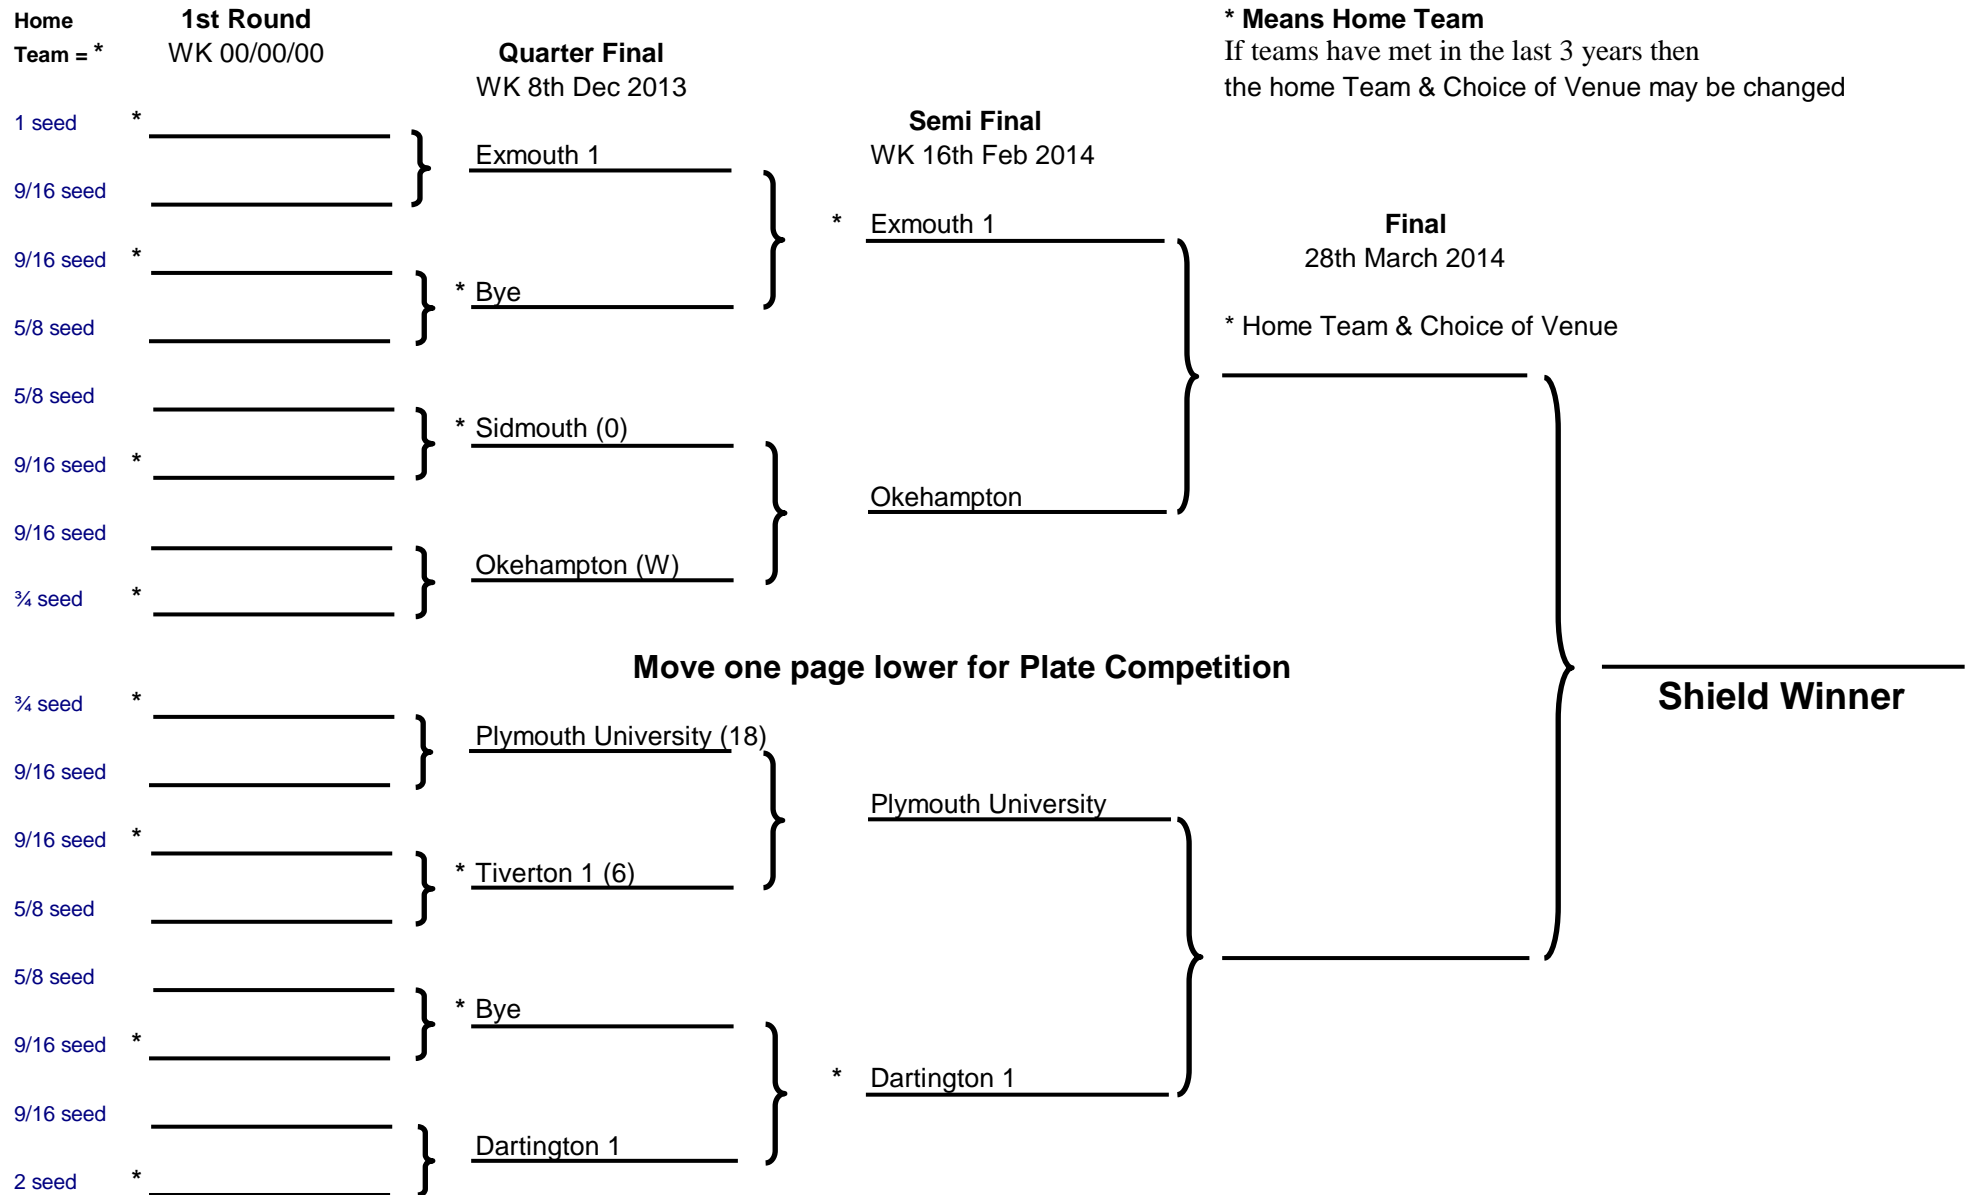 Home
Team = *
1st Round
WK 00/00/00
Quarter Final
WK 8th Dec 2013
* Means Home Team
If teams have met in the last 3 years then
the home Team & Choice of Venue may be changed
1 seed *
Exmouth 1
Semi Final
WK 16th Feb 2014
9/16 seed
* Exmouth 1
Final
28th March 2014
9/16 seed *
* Bye
5/8 seed
* Home Team & Choice of Venue
5/8 seed
* Sidmouth (0)
9/16 seed *
Okehampton
9/16 seed
Okehampton (W)
¾ seed *
Move one page lower for Plate Competition
Shield Winner
¾ seed *
Plymouth University (18)
9/16 seed
Plymouth University
9/16 seed *
* Tiverton 1 (6)
5/8 seed
5/8 seed
* Bye
9/16 seed *
* Dartington 1
9/16 seed
Dartington 1
2 seed *